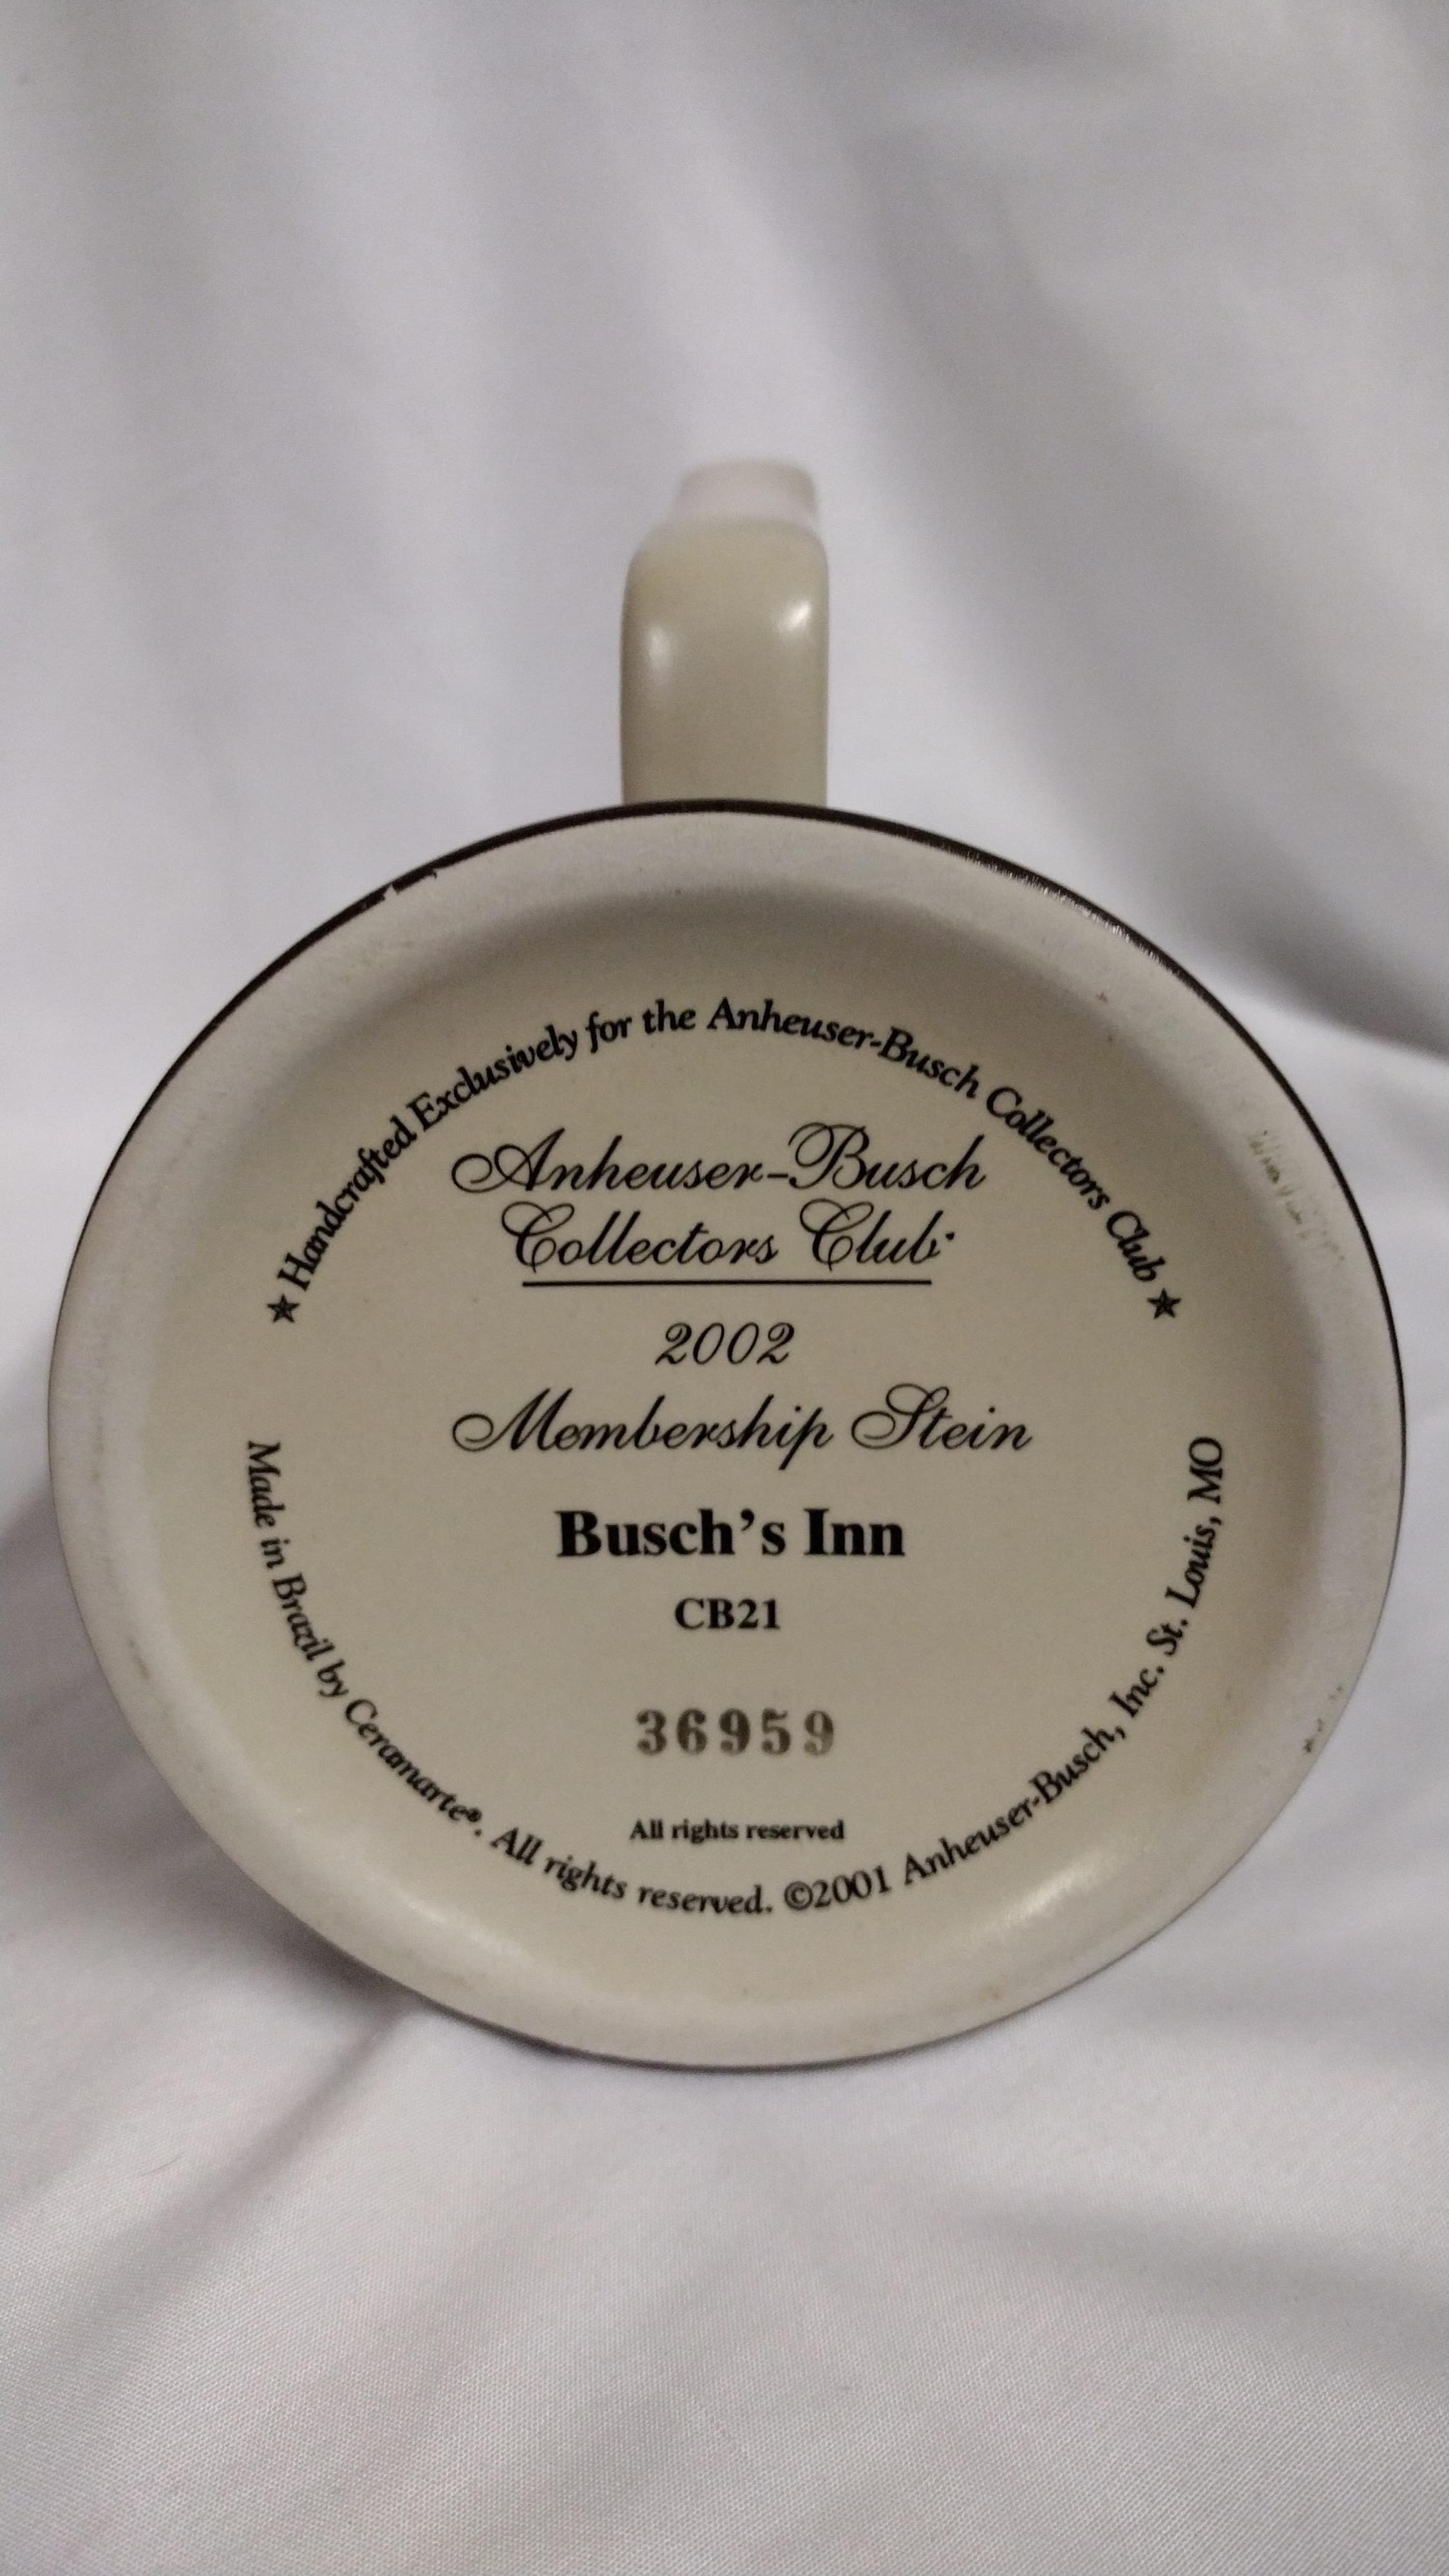 ★ Handcrafted Exclusively for the Anheuser-Busch Collectors Club ★
Anheuser-Busch
Collectors Club
2002
Membership Stein
Busch's Inn
CB21
36959
All rights reserved
Made in Brazil by Ceramarte®. All rights reserved. ©2001 Anheuser-Busch, Inc. St. Louis, MO